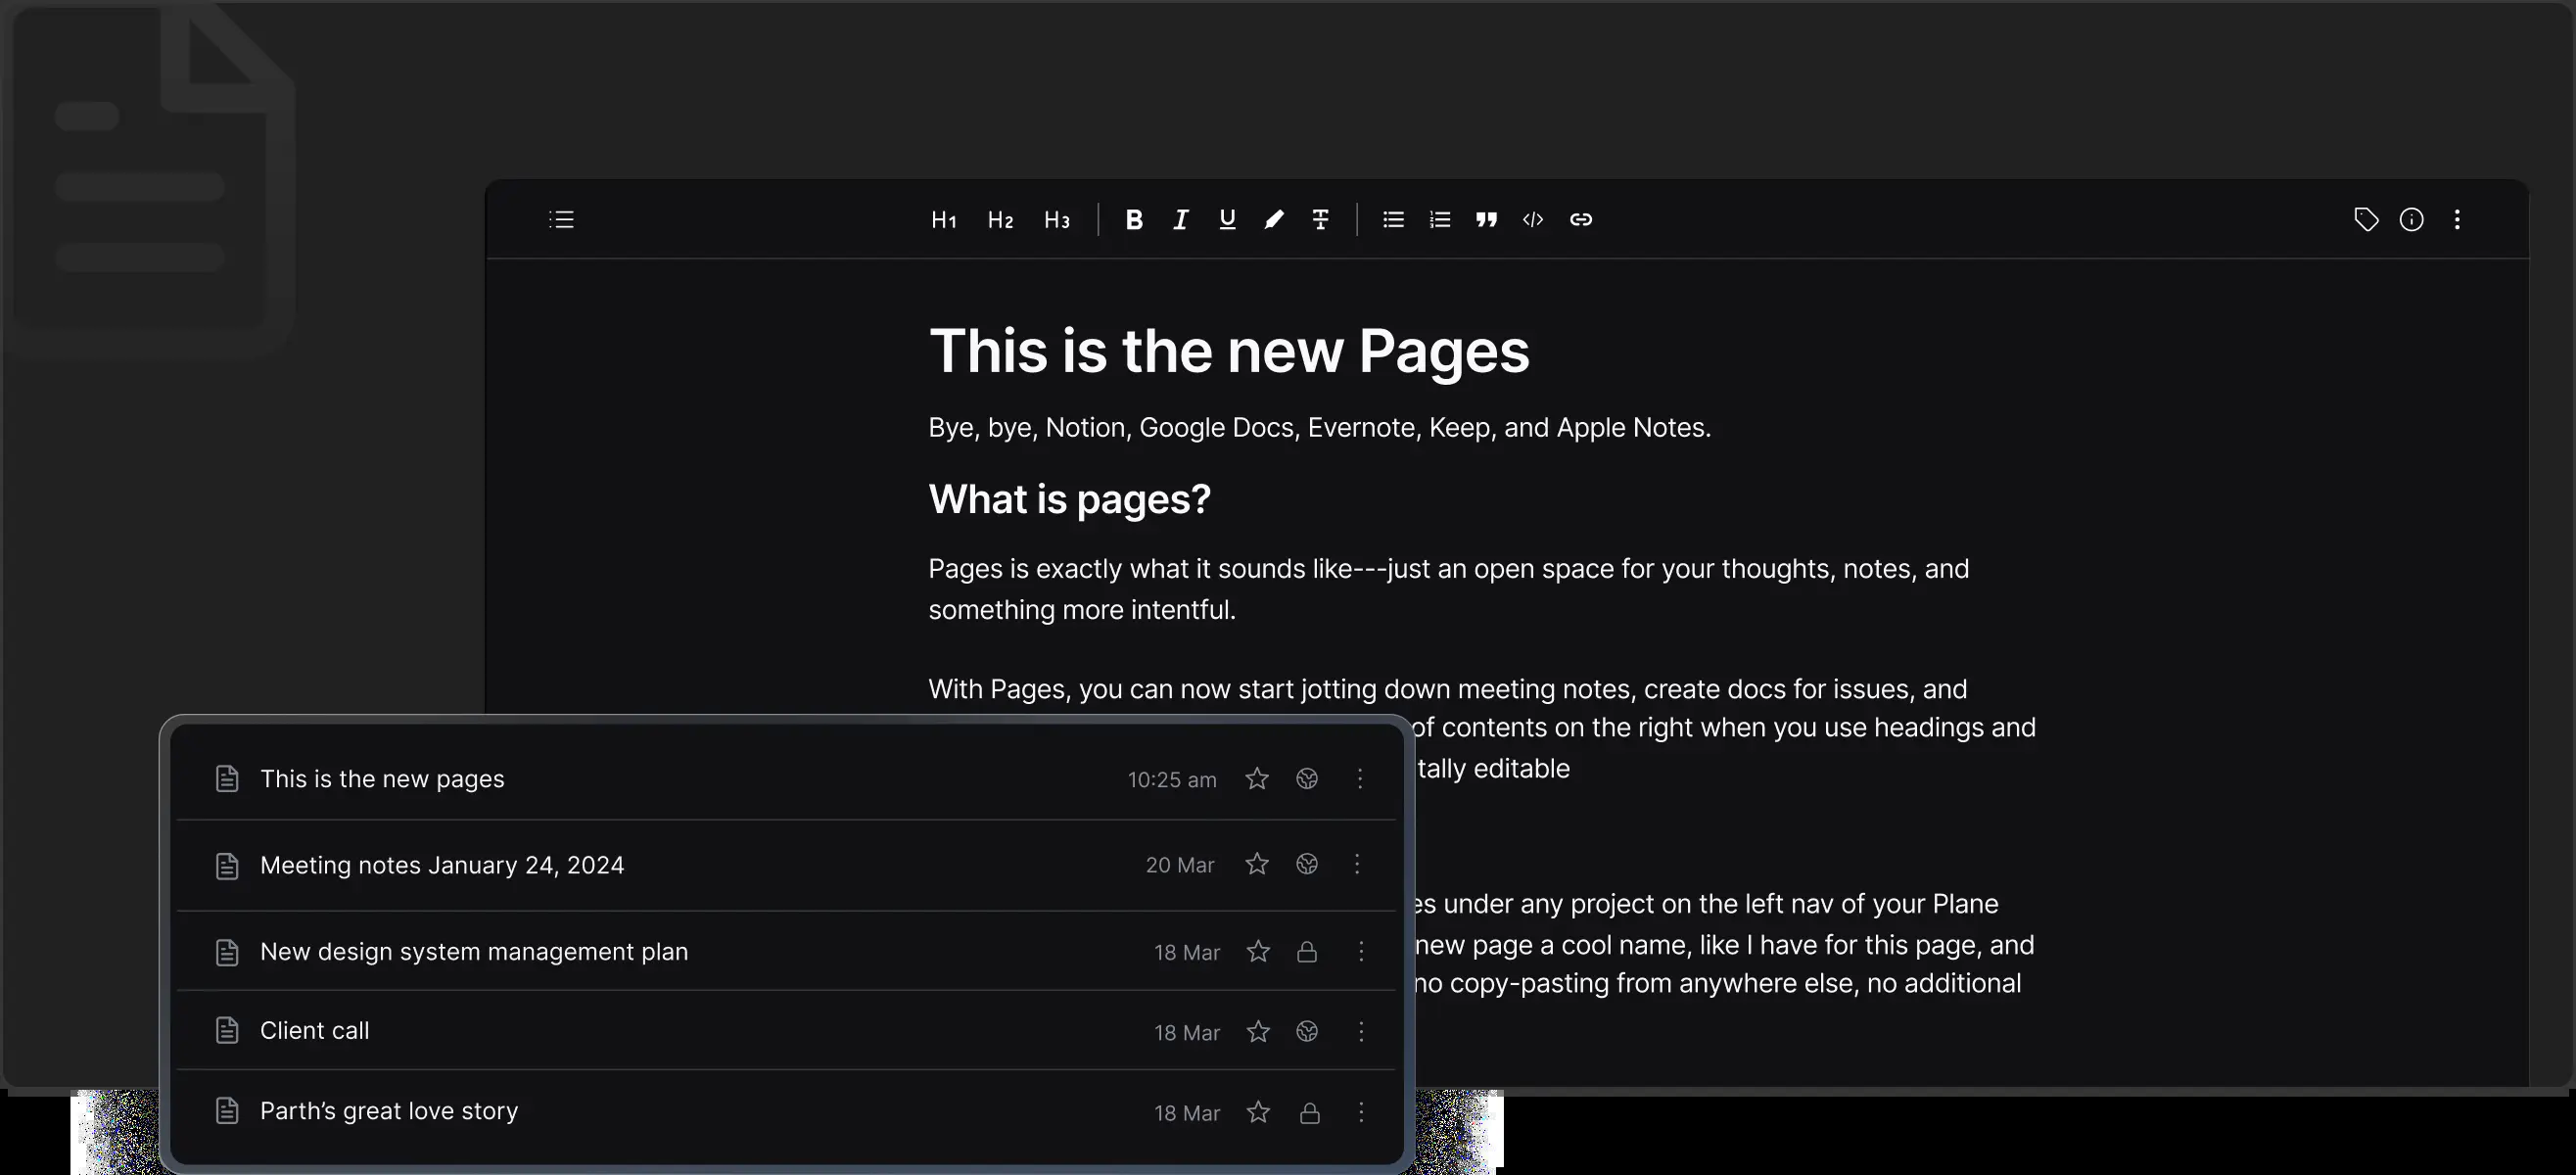 H1 H2 H3 B I U T
This is the new Pages
Bye, bye, Notion, Google Docs, Evernote, Keep, and Apple Notes.
What is pages?
Pages is exactly what it sounds like---just an open space for your thoughts, notes, and
something more intentful.
With Pages, you can now start jotting down meeting notes, create docs for issues, and
of contents on the right when you use headings and
tally editable
es under any project on the left nav of your Plane
new page a cool name, like I have for this page, and
no copy-pasting from anywhere else, no additional
This is the new pages 10:25 am
Meeting notes January 24, 2024 20 Mar
New design system management plan 18 Mar
Client call 18 Mar
Parth’s great love story 18 Mar